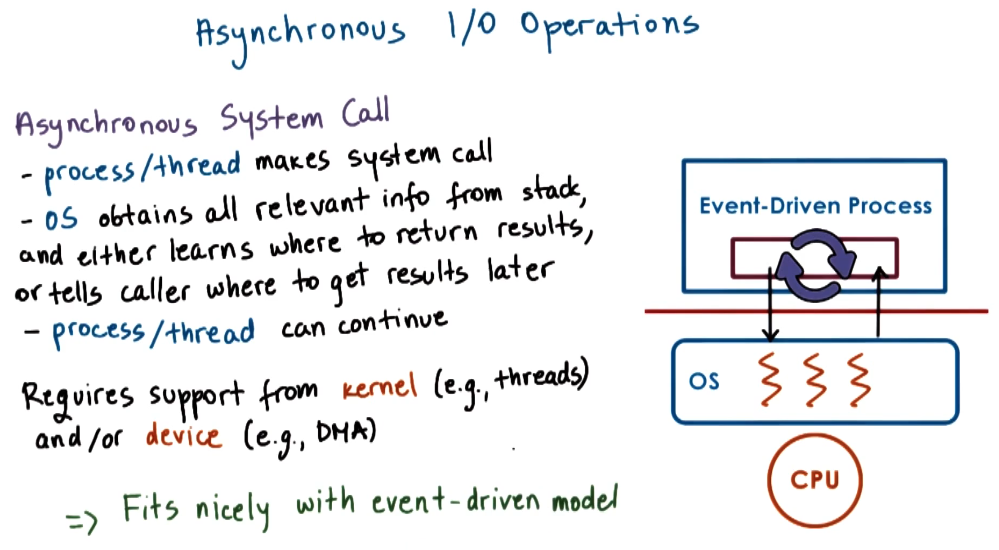 Asynchronous I/O Operations
Asynchronous System Call
- process/thread makes system call
- OS obtains all relevant info from stack,
and either learns where to return results,
or tells caller where to get results later
- process/thread can continue
Requires support from kernel (e.g., threads)
and/or device (e.g., DMA)
=> Fits nicely with event-driven model
Event-Driven Process
OS
CPU